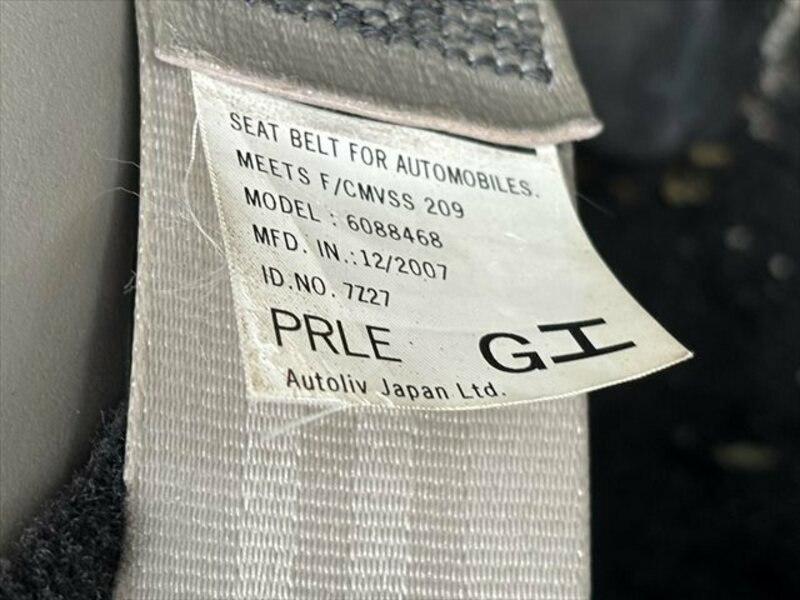 SEAT BELT FOR AUTOMOBILES.
MEETS F/CMVSS 209
MODEL : 6088468
MFD. IN.:12/2007
ID.NO. 7Z27
PRLE GH
Autoliv Japan Ltd.